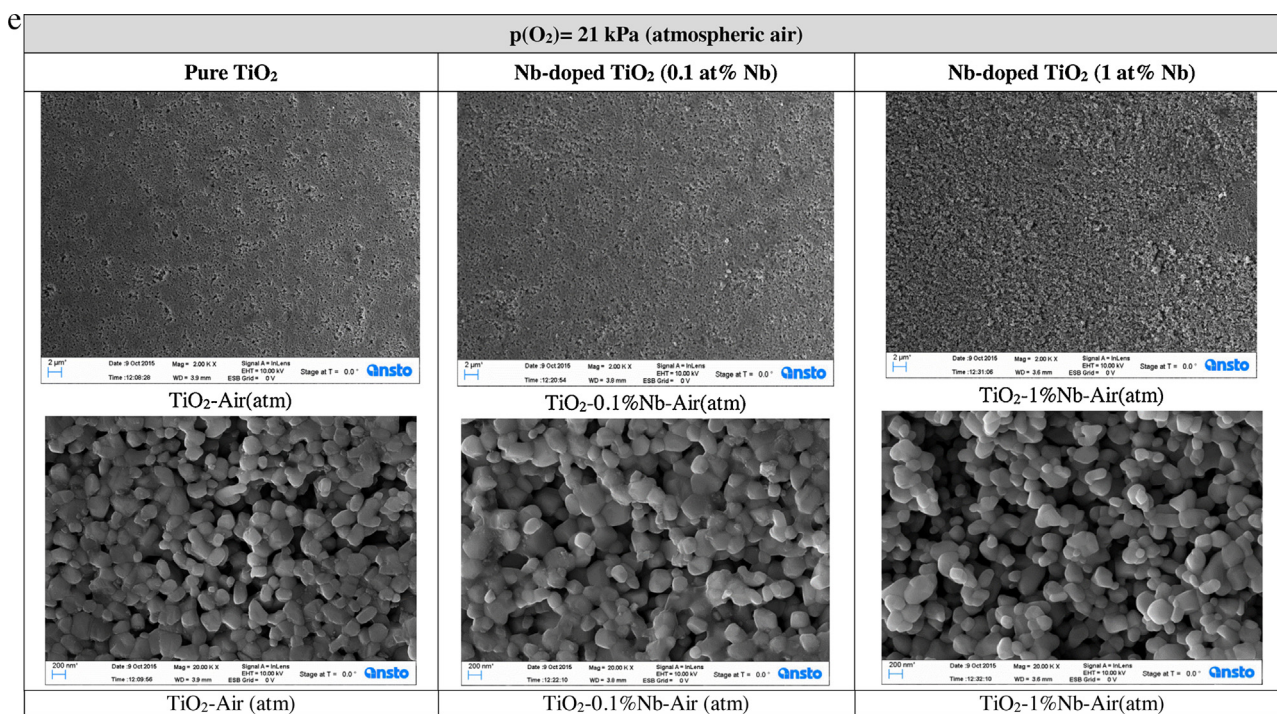 e
p(O₂)= 21 kPa (atmospheric air)
Pure TiO₂
Nb-doped TiO₂ (0.1 at% Nb)
Nb-doped TiO₂ (1 at% Nb)
2 µm* Date :9 Oct 2015 Mag = 2.00 K X Signal A = InLens Stage at T = 0.0 ° ansto
Time :12:08:28 WD = 3.9 mm EHT = 10.00 kV ESB Grid = 0 V
2 µm* Date :9 Oct 2015 Mag = 2.00 K X Signal A = InLens Stage at T = 0.0 ° ansto
Time :12:20:54 WD = 3.8 mm EHT = 10.00 kV ESB Grid = 0 V
2 µm* Date :9 Oct 2015 Mag = 2.00 K X Signal A = InLens Stage at T = 0.0 ° ansto
Time :12:31:06 WD = 3.6 mm EHT = 10.00 kV ESB Grid = 0 V
TiO₂-Air(atm)
TiO₂-0.1%Nb-Air(atm)
TiO₂-1%Nb-Air(atm)
200 nm* Date :9 Oct 2015 Mag = 20.00 K X Signal A = InLens Stage at T = 0.0 ° ansto
Time :12:09:56 WD = 3.9 mm EHT = 10.00 kV ESB Grid = 0 V
200 nm* Date :9 Oct 2015 Mag = 20.00 K X Signal A = InLens Stage at T = 0.0 ° ansto
Time :12:22:10 WD = 3.8 mm EHT = 10.00 kV ESB Grid = 0 V
200 nm* Date :9 Oct 2015 Mag = 20.00 K X Signal A = InLens Stage at T = 0.0 ° ansto
Time :12:32:10 WD = 3.6 mm EHT = 10.00 kV ESB Grid = 0 V
TiO₂-Air (atm)
TiO₂-0.1%Nb-Air (atm)
TiO₂-1%Nb-Air(atm)